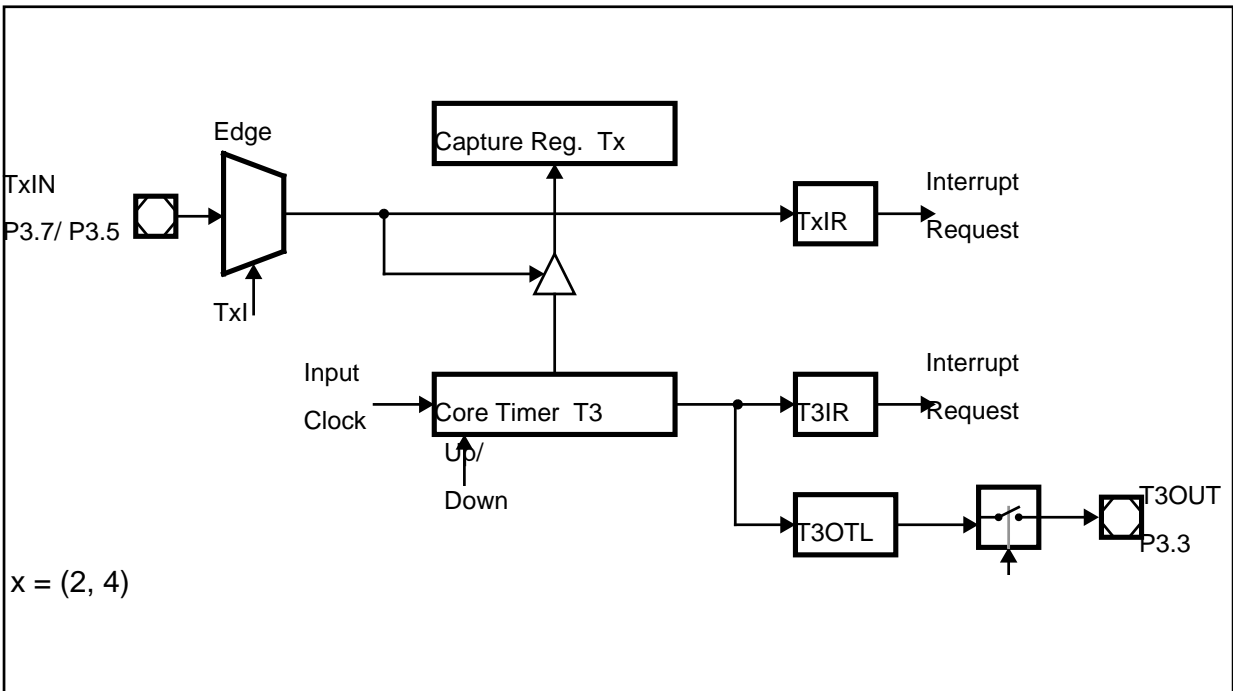 Edge
Capture Reg. Tx
TxIN
P3.7/ P3.5
TxIR
Interrupt
Request
TxI
Input
Clock
Core Timer T3
Up/
Down
T3IR
Interrupt
Request
T3OTL
T3OUT
P3.3
x = (2, 4)